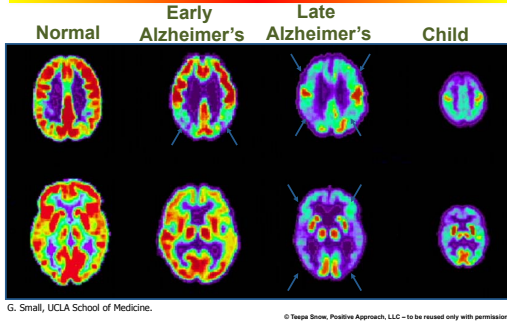 Normal
Early
Alzheimer's
Late
Alzheimer's
Child
G. Small, UCLA School of Medicine.
© Teepa Snow, Positive Approach, LLC – to be reused only with permission